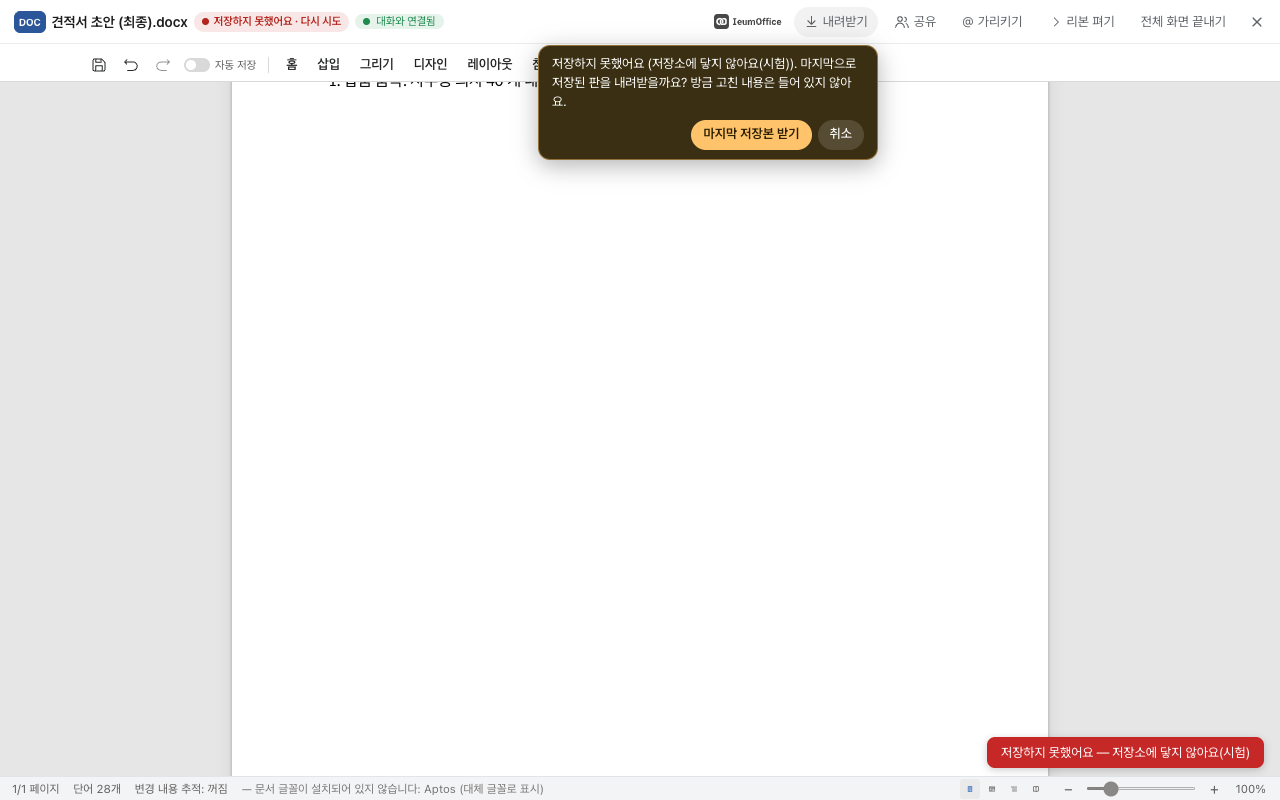 DOC 견적서 초안 (최종).docx 저장하지 못했어요 · 다시 시도 대화와 연결됨 IeumOffice 내려받기 공유 @ 가리키기 리본 펴기 전체 화면 끝내기
자동 저장 홈 삽입 그리기 디자인 레이아웃
저장하지 못했어요 (저장소에 닿지 않아요(시험)). 마지막으로
저장된 판을 내려받을까요? 방금 고친 내용은 들어 있지 않아
요.
마지막 저장본 받기 취소
저장하지 못했어요 — 저장소에 닿지 않아요(시험)
1/1 페이지 단어 28개 변경 내용 추적: 꺼짐 — 문서 글꼴이 설치되어 있지 않습니다: Aptos (대체 글꼴로 표시) 100%